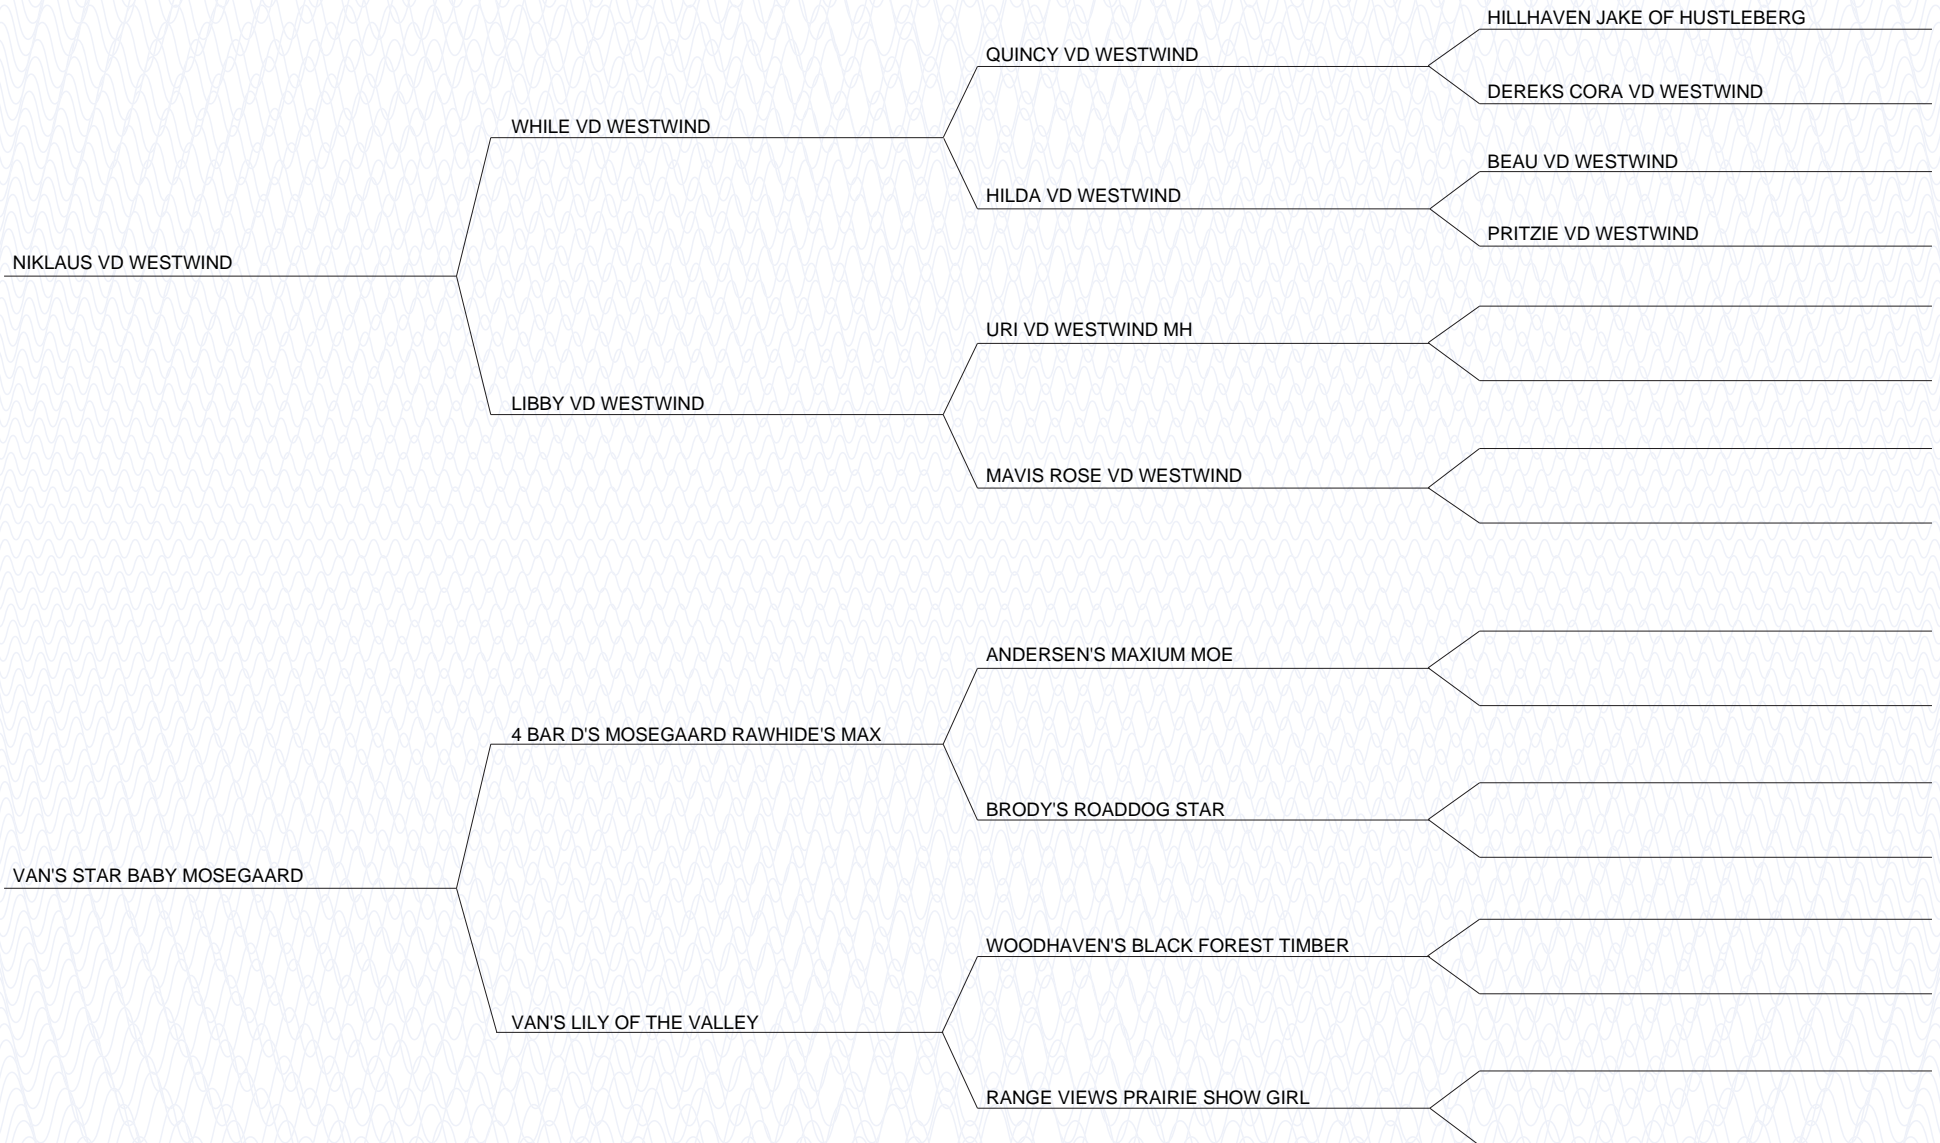 HILLHAVEN JAKE OF HUSTLEBERG
QUINCY VD WESTWIND
DEREKS CORA VD WESTWIND
WHILE VD WESTWIND
BEAU VD WESTWIND
HILDA VD WESTWIND
PRITZIE VD WESTWIND
NIKLAUS VD WESTWIND
URI VD WESTWIND MH
LIBBY VD WESTWIND
MAVIS ROSE VD WESTWIND
ANDERSEN'S MAXIUM MOE
4 BAR D'S MOSEGAARD RAWHIDE'S MAX
BRODY'S ROADDOG STAR
VAN'S STAR BABY MOSEGAARD
WOODHAVEN'S BLACK FOREST TIMBER
VAN'S LILY OF THE VALLEY
RANGE VIEWS PRAIRIE SHOW GIRL